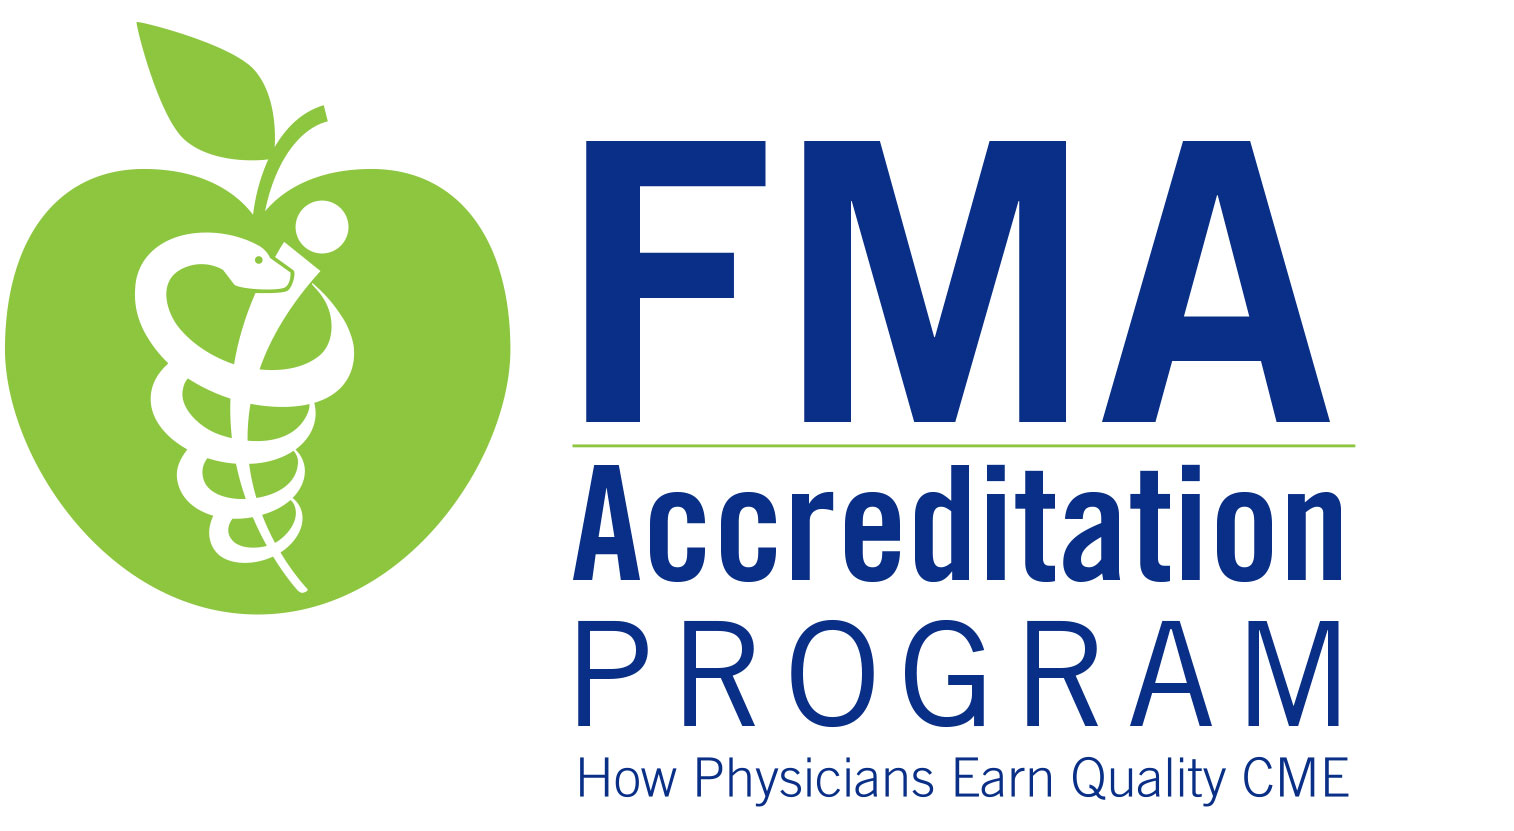 FMA
Accreditation
PROGRAM
How Physicians Earn Quality CME